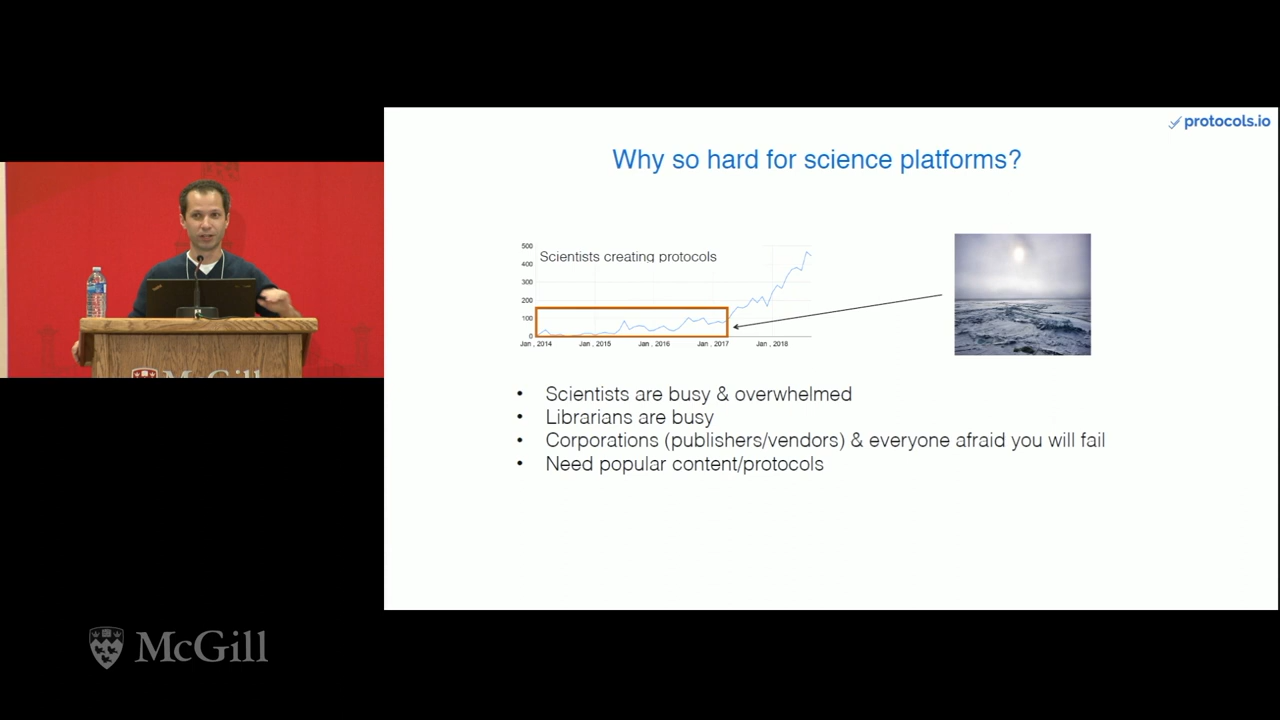 protocols.io
Why so hard for science platforms?
Scientists creating protocols
500
400
300
200
100
0
Jan , 2014
Jan , 2015
Jan , 2016
Jan , 2017
Jan , 2018
• Scientists are busy & overwhelmed
• Librarians are busy
• Corporations (publishers/vendors) & everyone afraid you will fail
• Need popular content/protocols
McGill
McGill